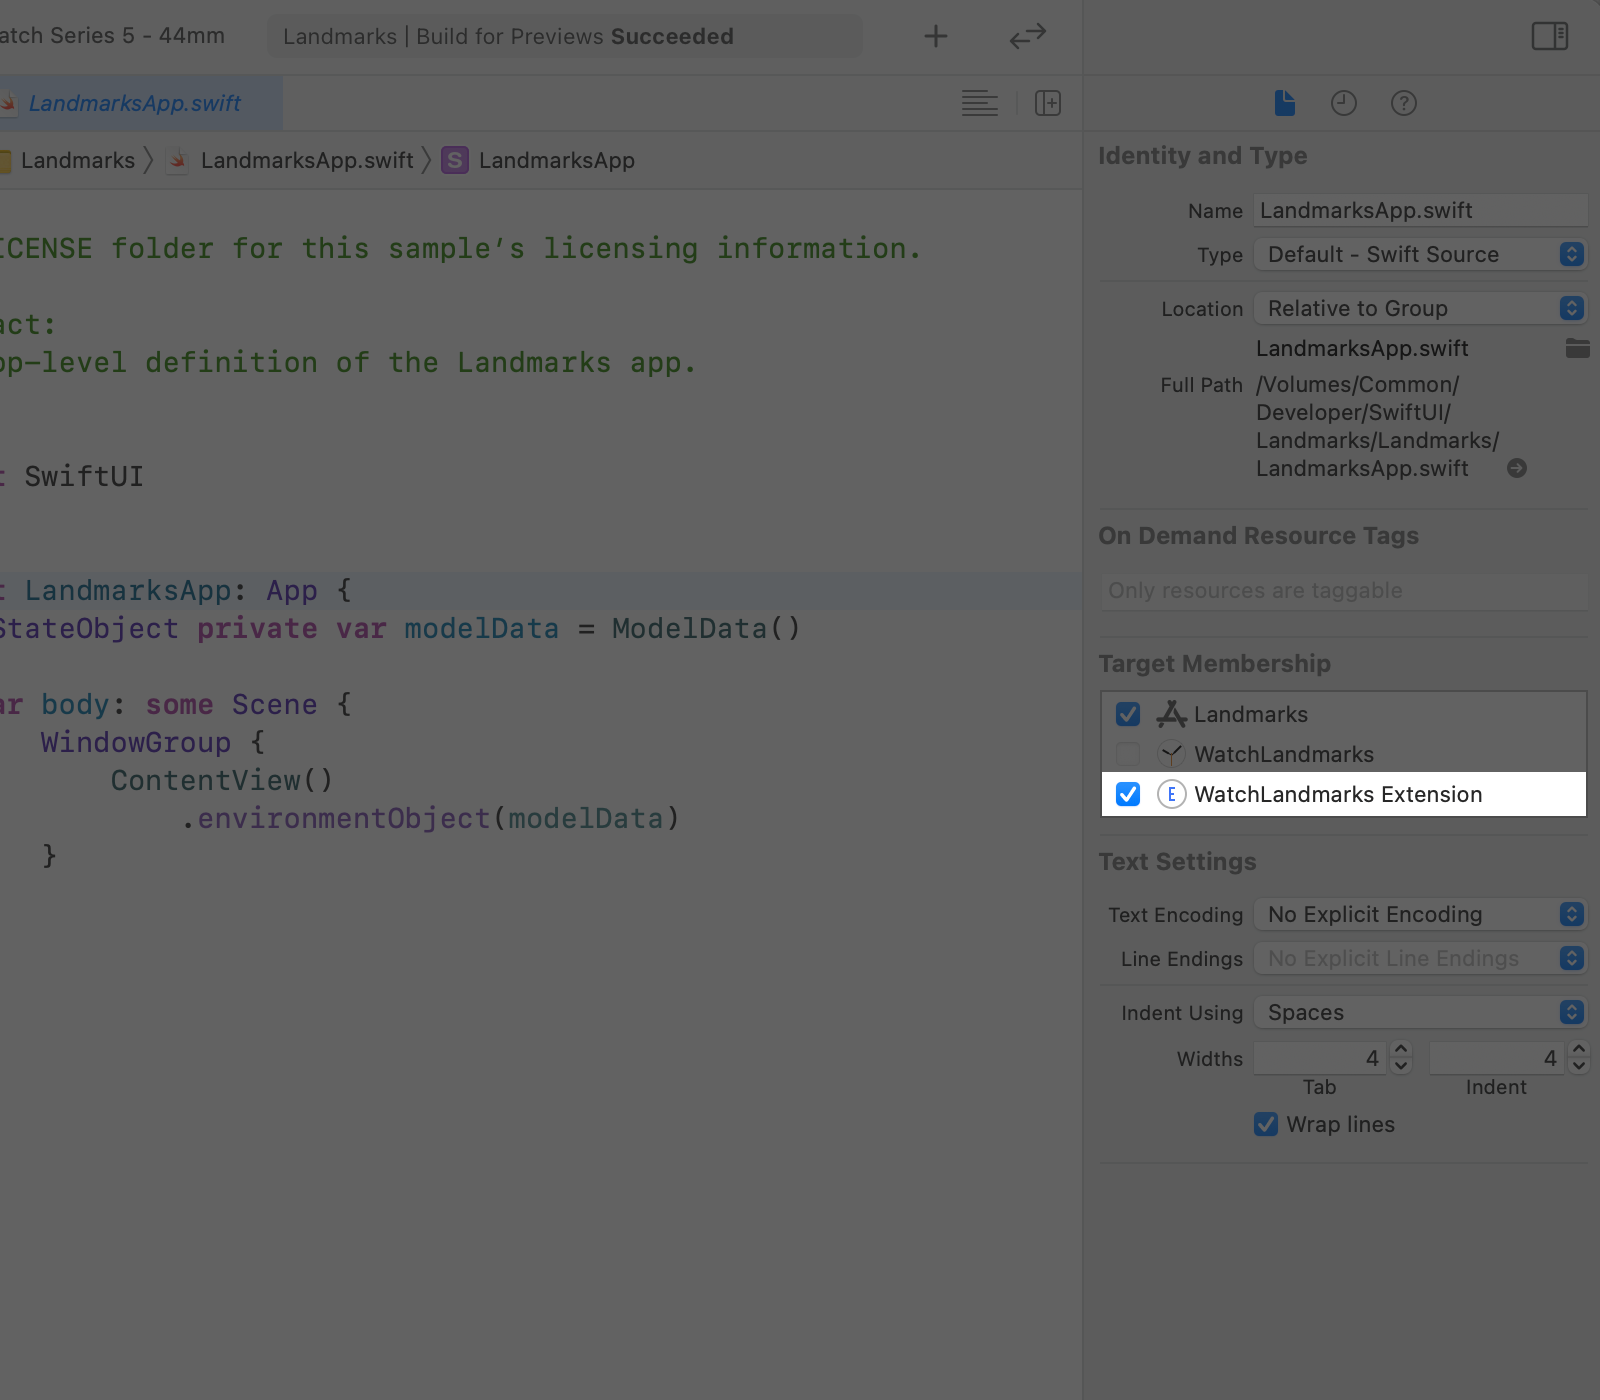 atch Series 5 - 44mm
Landmarks | Build for Previews Succeeded
LandmarksApp.swift
Landmarks
LandmarksApp.swift
S
LandmarksApp
ICENSE folder for this sample’s licensing information.
act:
pp-level definition of the Landmarks app.
t SwiftUI
t LandmarksApp: App {
StateObject private var modelData = ModelData()
ar body: some Scene {
WindowGroup {
ContentView()
.environmentObject(modelData)
}
Identity and Type
Name LandmarksApp.swift
Type Default - Swift Source
Location Relative to Group
LandmarksApp.swift
Full Path /Volumes/Common/
Developer/SwiftUI/
Landmarks/Landmarks/
LandmarksApp.swift
On Demand Resource Tags
Only resources are taggable
Target Membership
Landmarks
WatchLandmarks
E WatchLandmarks Extension
Text Settings
Text Encoding No Explicit Encoding
Line Endings No Explicit Line Endings
Indent Using Spaces
Widths 4 4
Tab Indent
Wrap lines